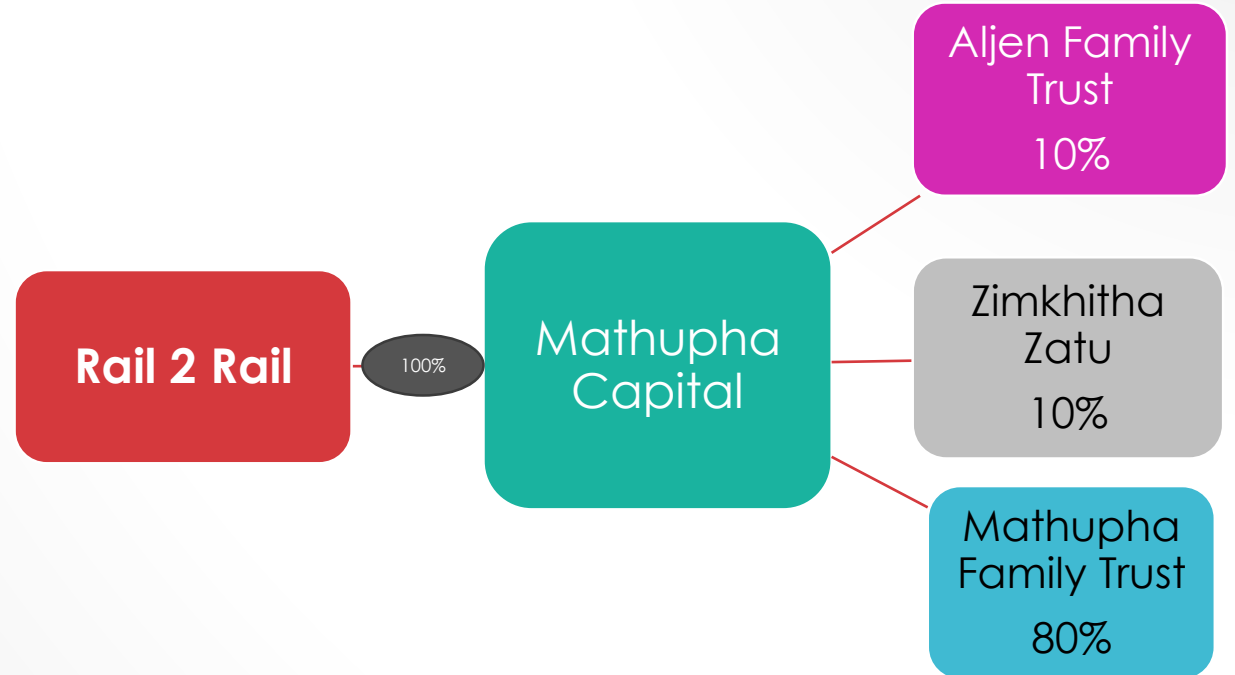 Aljen Family
Trust
10%
Rail 2 Rail
100%
Mathupha
Capital
Zimkhitha
Zatu
10%
Mathupha
Family Trust
80%